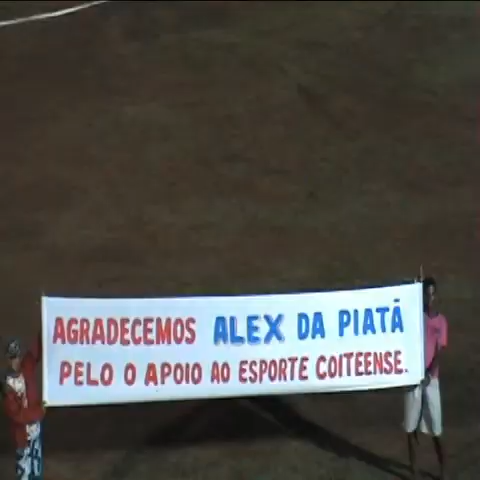 AGRADECEMOS ALEX DA PIATÃ
PELO O APOIO AO ESPORTE COITEENSE.